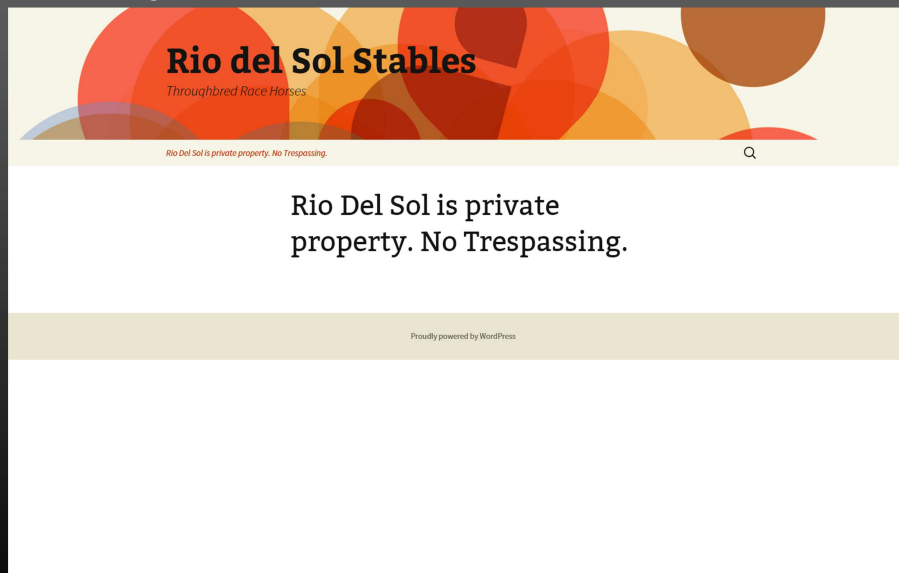 Rio del Sol Stables
Throughbred Race Horses
Rio Del Sol is private property. No Trespassing.
Rio Del Sol is private
property. No Trespassing.
Proudly powered by WordPress